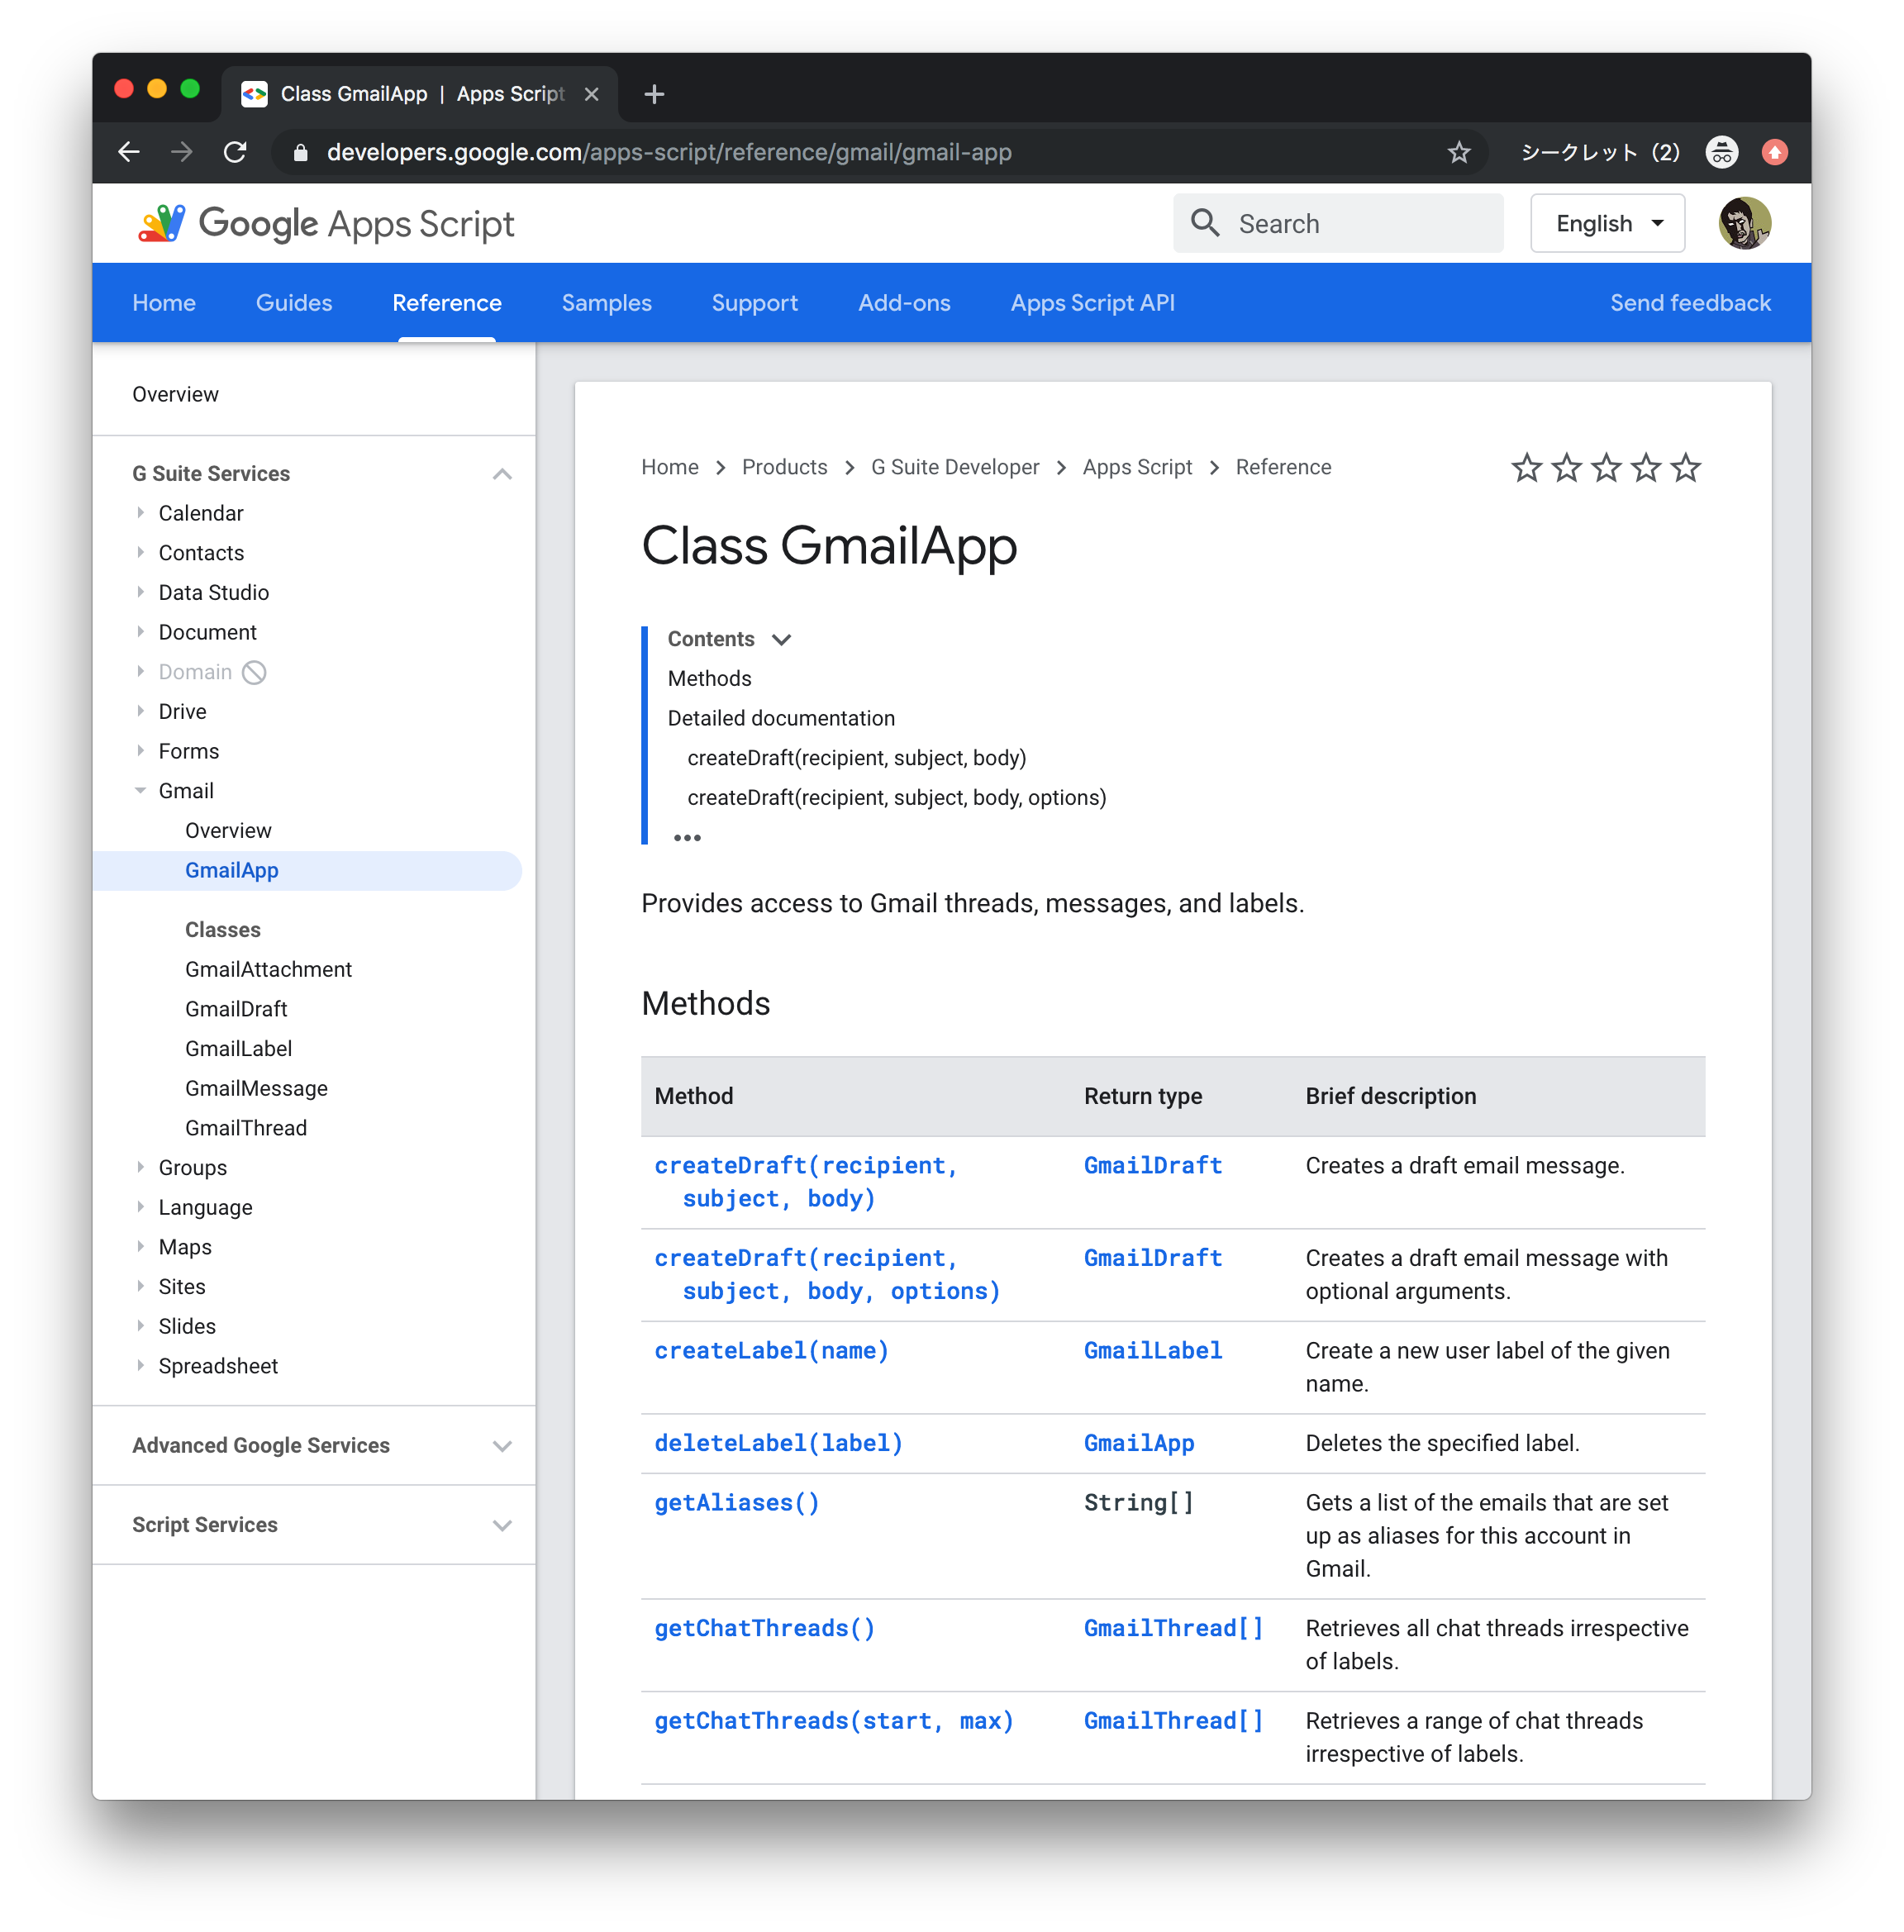 Class GmailApp | Apps Script
developers.google.com/apps-script/reference/gmail/gmail-app
シークレット（2）
Google Apps Script
Search
English
Home
Guides
Reference
Samples
Support
Add-ons
Apps Script API
Send feedback
Overview
G Suite Services
Calendar
Contacts
Data Studio
Document
Domain
Drive
Forms
Gmail
Overview
GmailApp
Classes
GmailAttachment
GmailDraft
GmailLabel
GmailMessage
GmailThread
Groups
Language
Maps
Sites
Slides
Spreadsheet
Advanced Google Services
Script Services
Home > Products > G Suite Developer > Apps Script > Reference
Class GmailApp
Contents
Methods
Detailed documentation
createDraft(recipient, subject, body)
createDraft(recipient, subject, body, options)
•••
Provides access to Gmail threads, messages, and labels.
Methods
Method Return type Brief description
createDraft(recipient, GmailDraft Creates a draft email message.
subject, body)
createDraft(recipient, GmailDraft Creates a draft email message with
subject, body, options) optional arguments.
createLabel(name) GmailLabel Create a new user label of the given
name.
deleteLabel(label) GmailApp Deletes the specified label.
getAliases() String[] Gets a list of the emails that are set
up as aliases for this account in
Gmail.
getChatThreads() GmailThread[] Retrieves all chat threads irrespective
of labels.
getChatThreads(start, max) GmailThread[] Retrieves a range of chat threads
irrespective of labels.